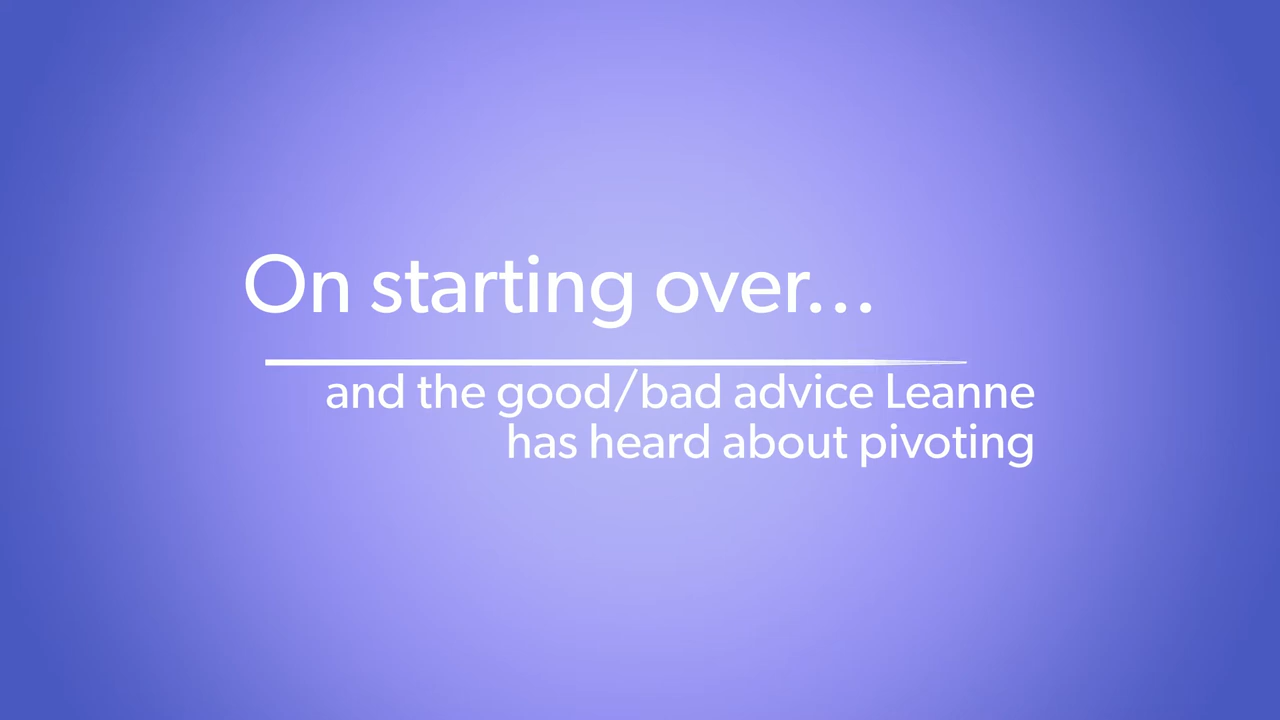 On starting over...
and the good/bad advice Leanne
has heard about pivoting